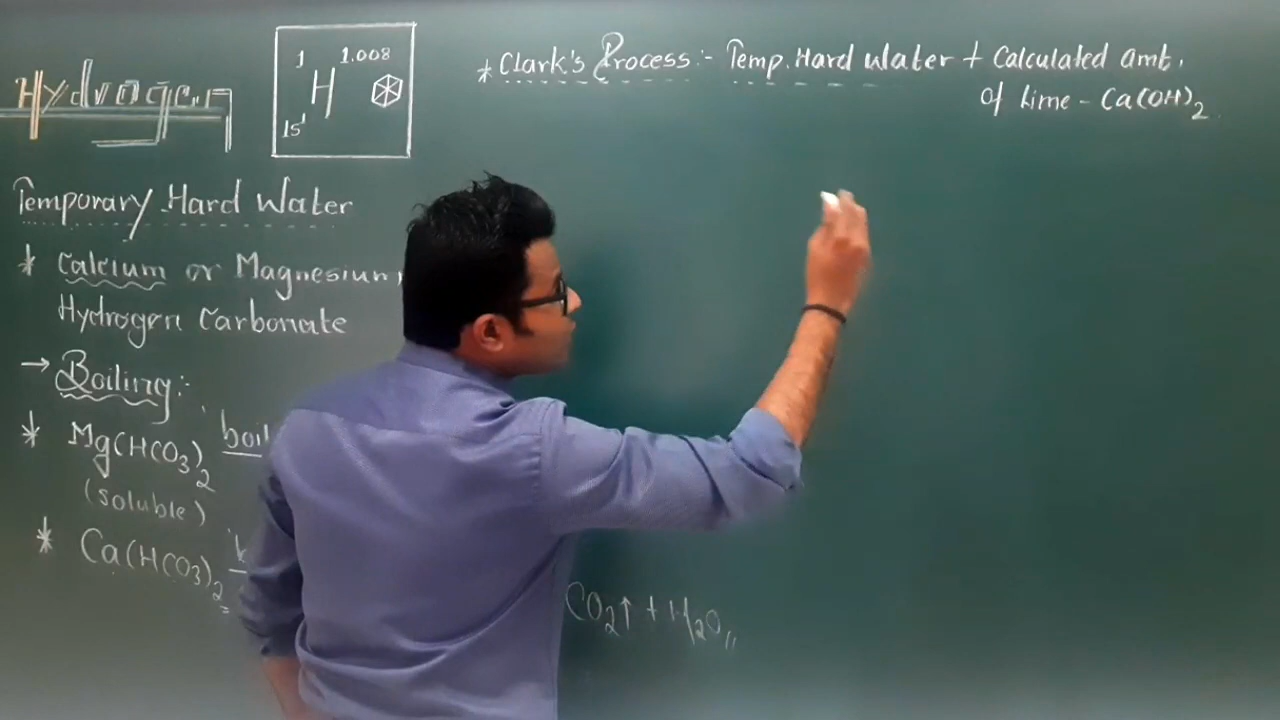 Hydrogen
1 1.008
H
1s¹
* Clark's Process:- Temp. Hard Water + Calculated amt.
of Lime - Ca(OH)₂
Temporary Hard Water
* Calcium or Magnesium
Hydrogen Carbonate
→ Boiling:-
* Mg(HCO₃)₂
(soluble)
* Ca(HCO₃)₂ CO₂↑ + H₂O